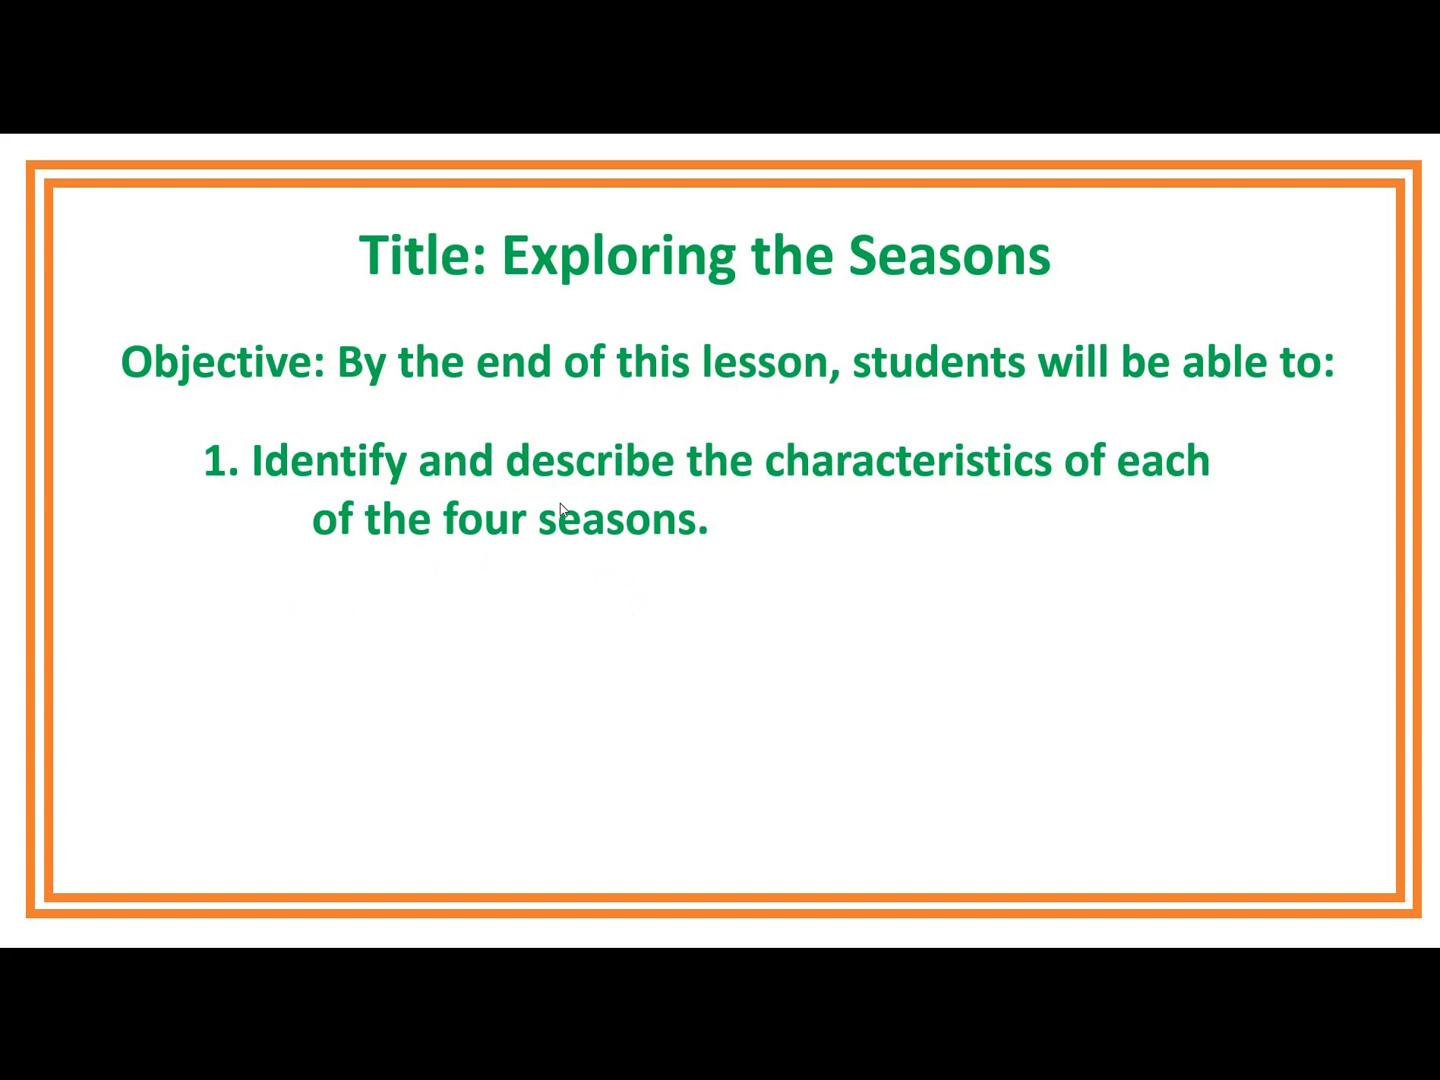 Title: Exploring the Seasons
Objective: By the end of this lesson, students will be able to:
1. Identify and describe the characteristics of each
of the four seasons.